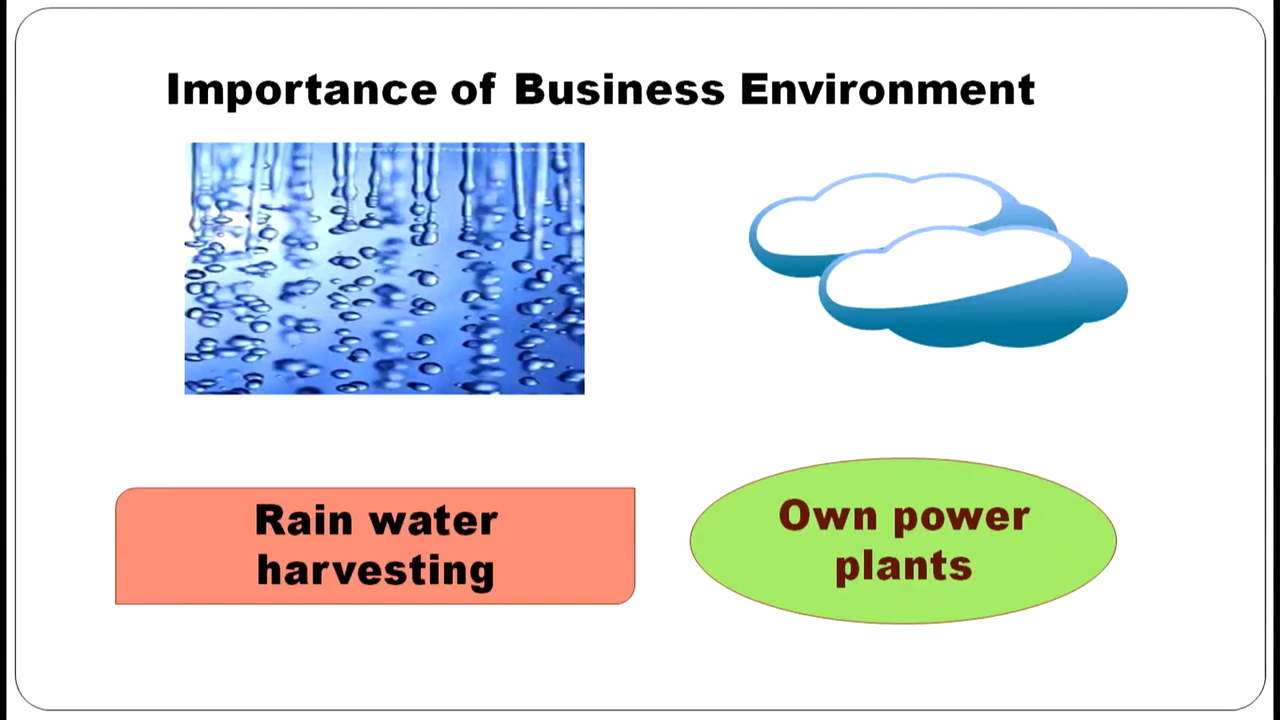 Importance of Business Environment
Rain water
harvesting
Own power
plants